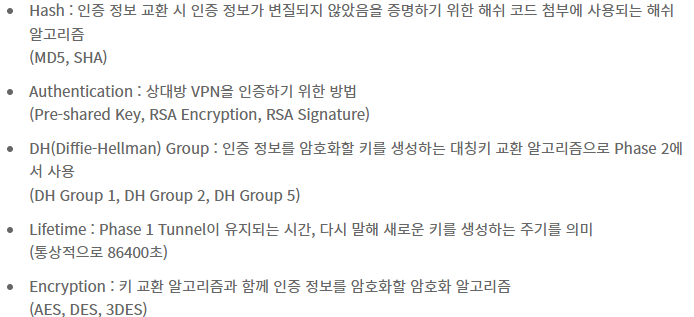 • Hash : 인증 정보 교환 시 인증 정보가 변질되지 않았음을 증명하기 위한 해쉬 코드 첨부에 사용되는 해쉬
알고리즘
(MD5, SHA)
• Authentication : 상대방 VPN을 인증하기 위한 방법
(Pre-shared Key, RSA Encryption, RSA Signature)
• DH(Diffie-Hellman) Group : 인증 정보를 암호화할 키를 생성하는 대칭키 교환 알고리즘으로 Phase 2에
서 사용
(DH Group 1, DH Group 2, DH Group 5)
• Lifetime : Phase 1 Tunnel이 유지되는 시간, 다시 말해 새로운 키를 생성하는 주기를 의미
(통상적으로 86400초)
• Encryption : 키 교환 알고리즘과 함께 인증 정보를 암호화할 암호화 알고리즘
(AES, DES, 3DES)